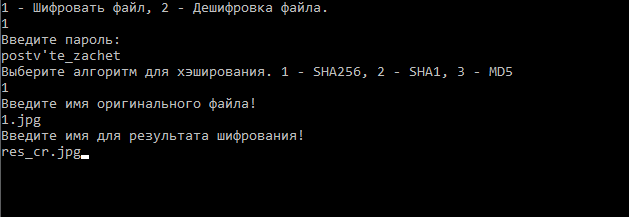 1 - Шифровать файл, 2 - Дешифровка файла.
1
Введите пароль:
postv'te_zachet
Выберите алгоритм для хэширования. 1 - SHA256, 2 - SHA1, 3 - MD5
1
Введите имя оригинального файла!
1.jpg
Введите имя для результата шифрования!
res_cr.jpg